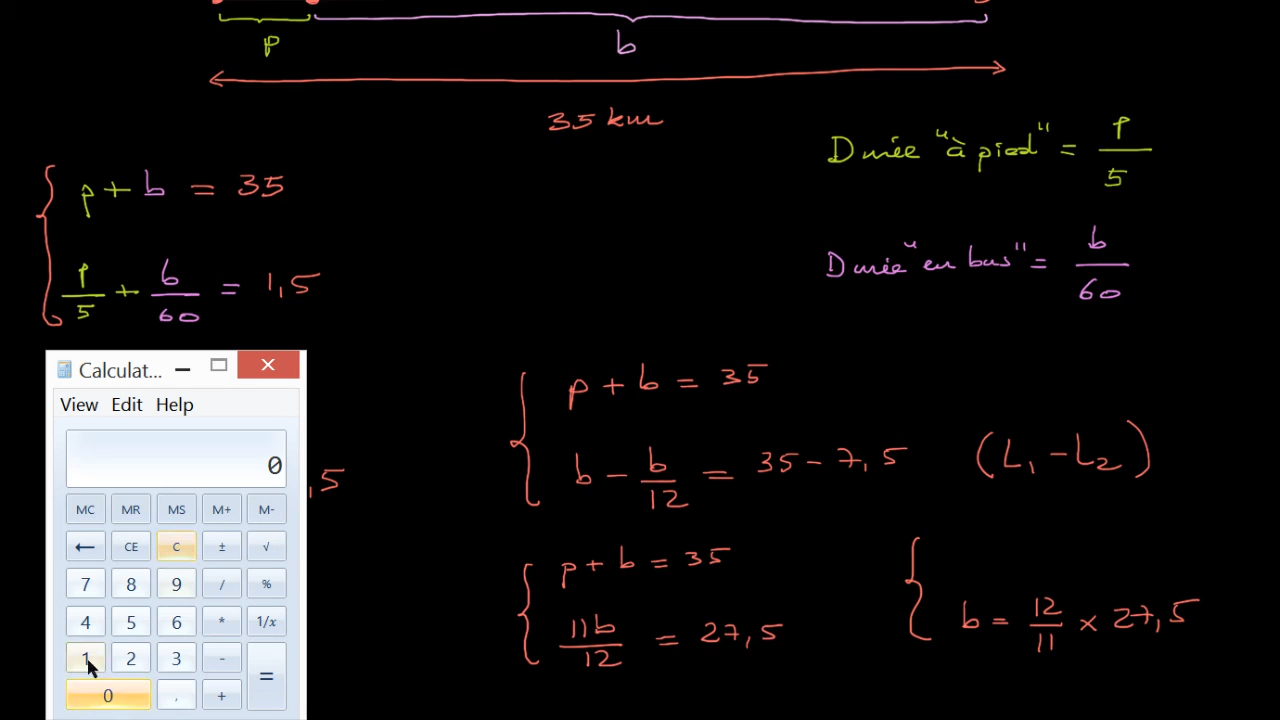 p
b
35 km
Durée "à pied" = p/5
p + b = 35
Durée "en bus" = b/60
p/5 + b/60 = 1,5
Calculat...
View Edit Help
0
MC MR MS M+ M-
← CE C ± √
7 8 9 / %
4 5 6 * 1/x
1 2 3 - =
0 , +
,5
p + b = 35
b - b/12 = 35 - 7,5 (L₁ - L₂)
p + b = 35
11b/12 = 27,5
b = 12/11 × 27,5